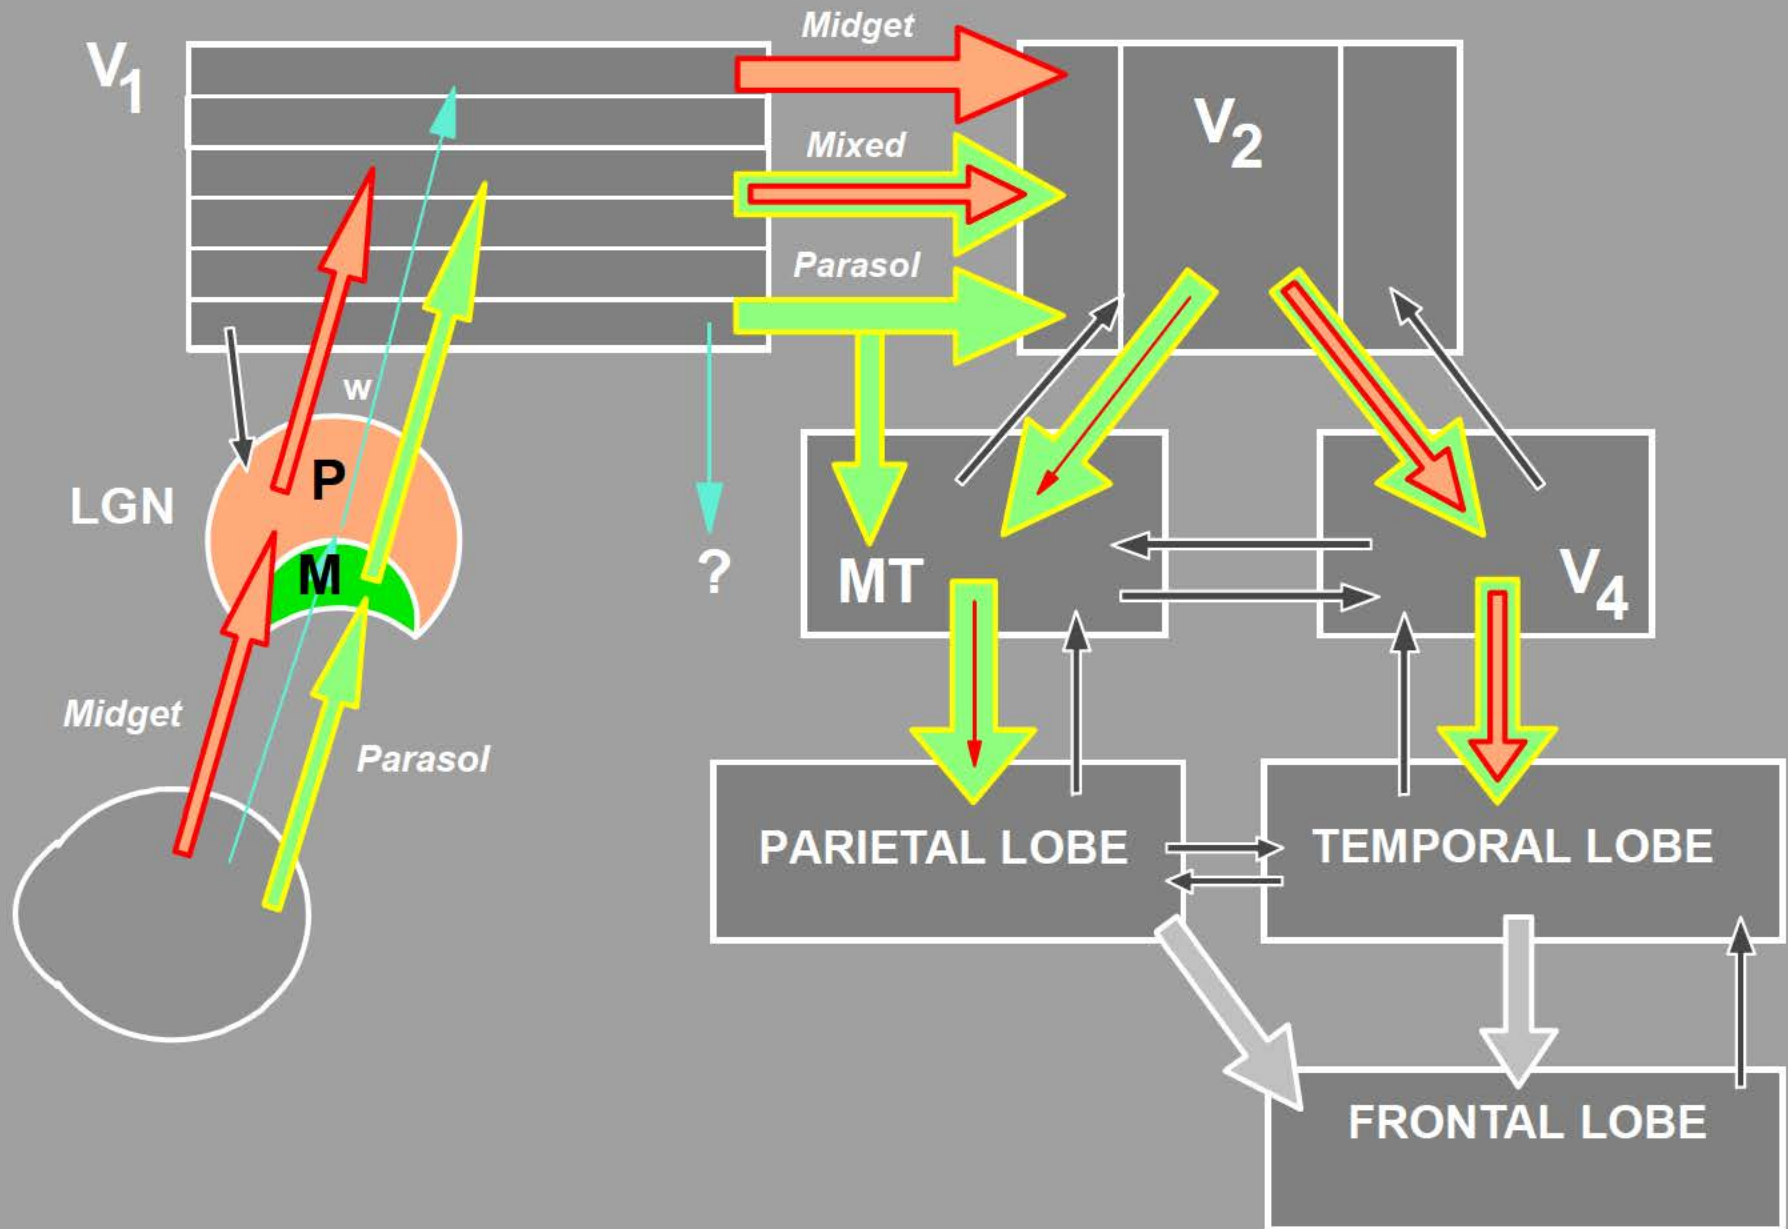 Midget
V1
Mixed
V2
Parasol
w
P
LGN
M
?
MT
V4
Midget
Parasol
PARIETAL LOBE
TEMPORAL LOBE
FRONTAL LOBE